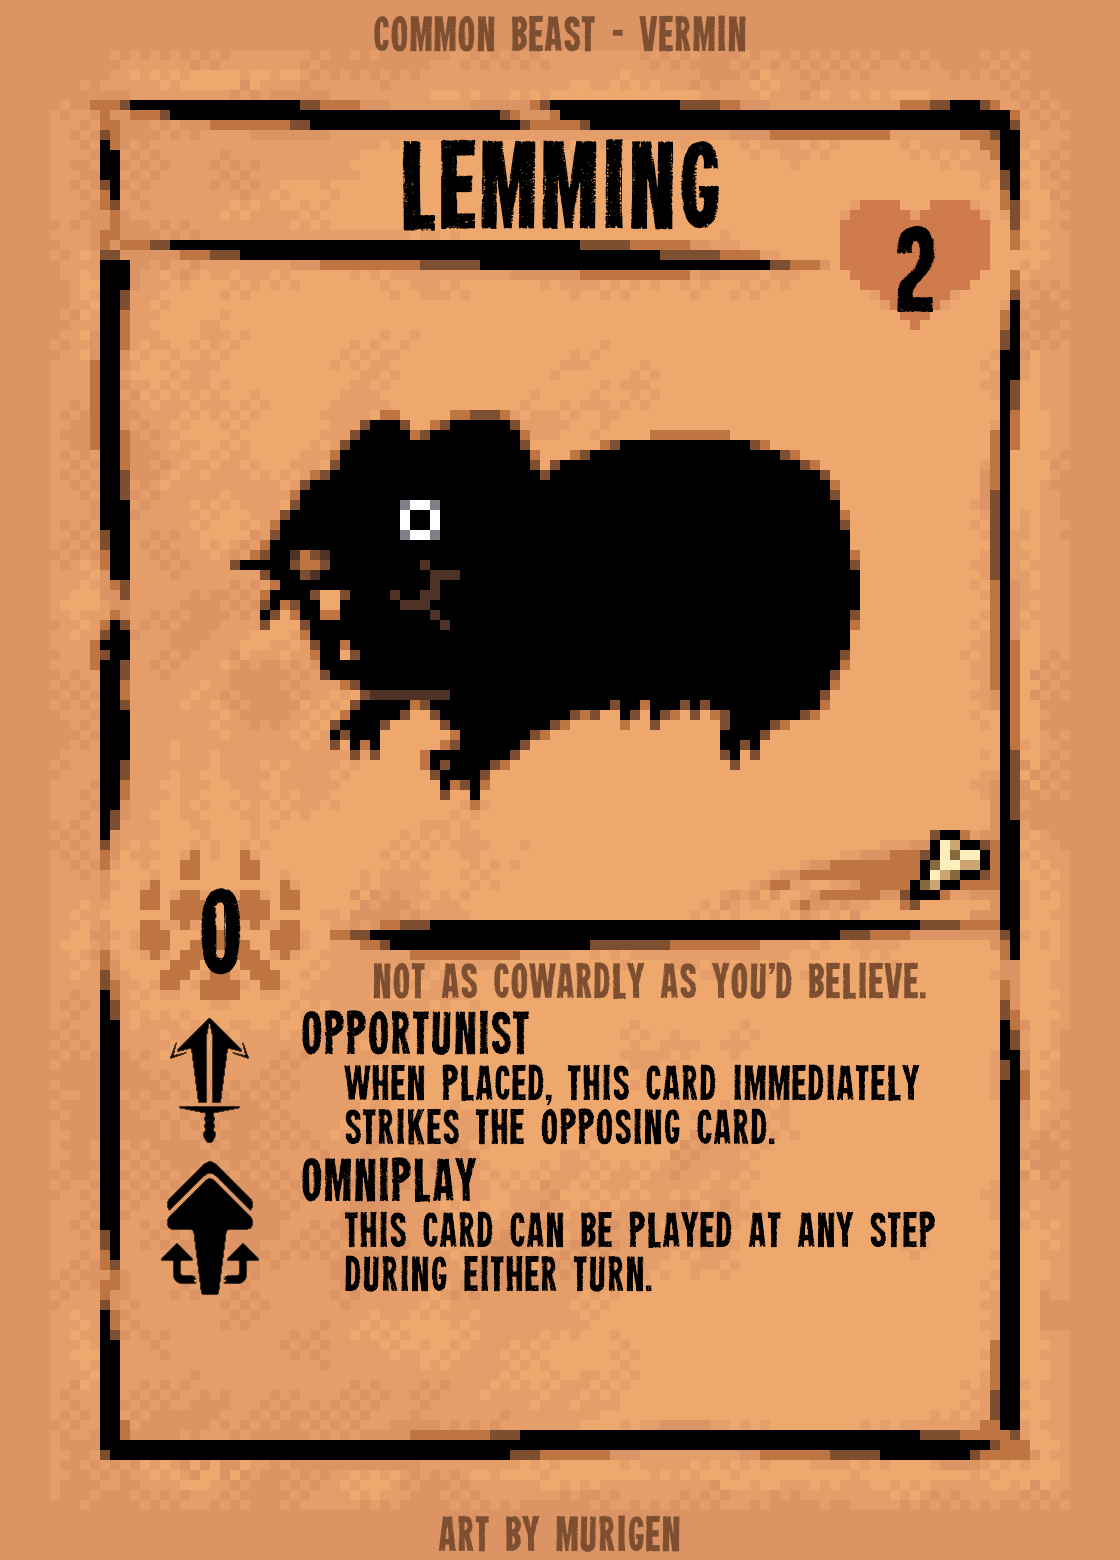 COMMON BEAST - VERMIN
LEMMING
2
0
NOT AS COWARDLY AS YOU'D BELIEVE.
OPPORTUNIST
WHEN PLACED, THIS CARD IMMEDIATELY
STRIKES THE OPPOSING CARD.
OMNIPLAY
THIS CARD CAN BE PLAYED AT ANY STEP
DURING EITHER TURN.
ART BY MURIGEN